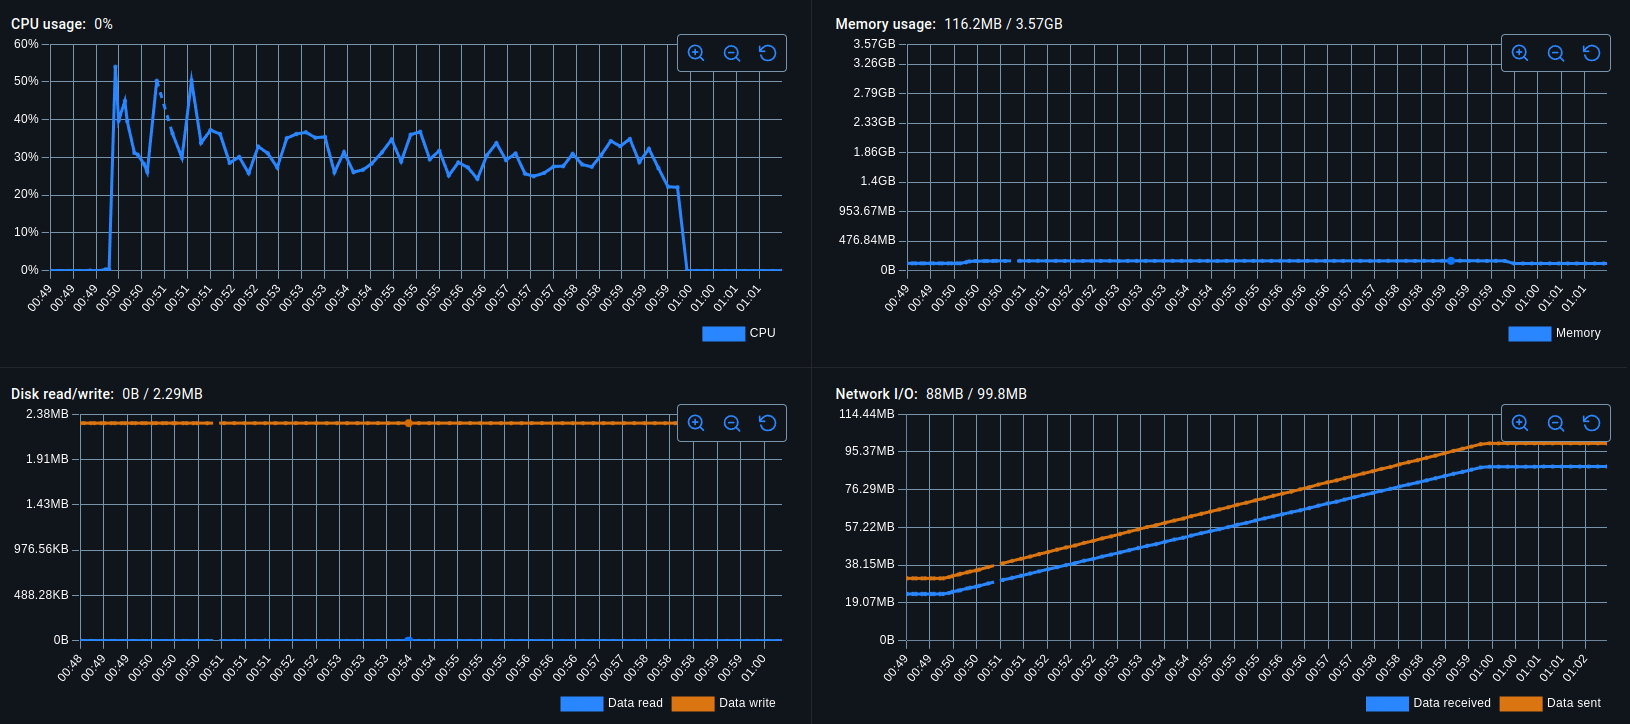 CPU usage: 0%
60%
50%
40%
30%
20%
10%
0%
00:49 00:49 00:49 00:50 00:50 00:51 00:51 00:51 00:52 00:52 00:53 00:53 00:53 00:54 00:54 00:55 00:55 00:55 00:56 00:56 00:57 00:57 00:57 00:58 00:58 00:59 00:59 00:59 01:00 01:00 01:01 01:01
CPU
Memory usage: 116.2MB / 3.57GB
3.57GB
3.26GB
2.79GB
2.33GB
1.86GB
1.4GB
953.67MB
476.84MB
0B
00:49 00:49 00:50 00:50 00:50 00:51 00:51 00:52 00:52 00:53 00:53 00:54 00:54 00:54 00:55 00:55 00:56 00:56 00:56 00:57 00:57 00:58 00:58 00:59 00:59 00:59 01:00 01:00 01:01 01:01
Memory
Disk read/write: 0B / 2.29MB
2.38MB
1.91MB
1.43MB
976.56KB
488.28KB
0B
00:48 00:49 00:49 00:50 00:50 00:50 00:51 00:51 00:51 00:52 00:52 00:53 00:53 00:53 00:54 00:54 00:55 00:55 00:55 00:56 00:56 00:56 00:57 00:57 00:58 00:58 00:58 00:59 00:59 01:00
Data read
Data write
Network I/O: 88MB / 99.8MB
114.44MB
95.37MB
76.29MB
57.22MB
38.15MB
19.07MB
0B
00:49 00:49 00:50 00:50 00:51 00:51 00:52 00:52 00:52 00:53 00:53 00:54 00:54 00:55 00:55 00:55 00:56 00:56 00:57 00:57 00:58 00:58 00:58 00:59 00:59 01:00 01:00 01:01 01:01 01:02
Data received
Data sent